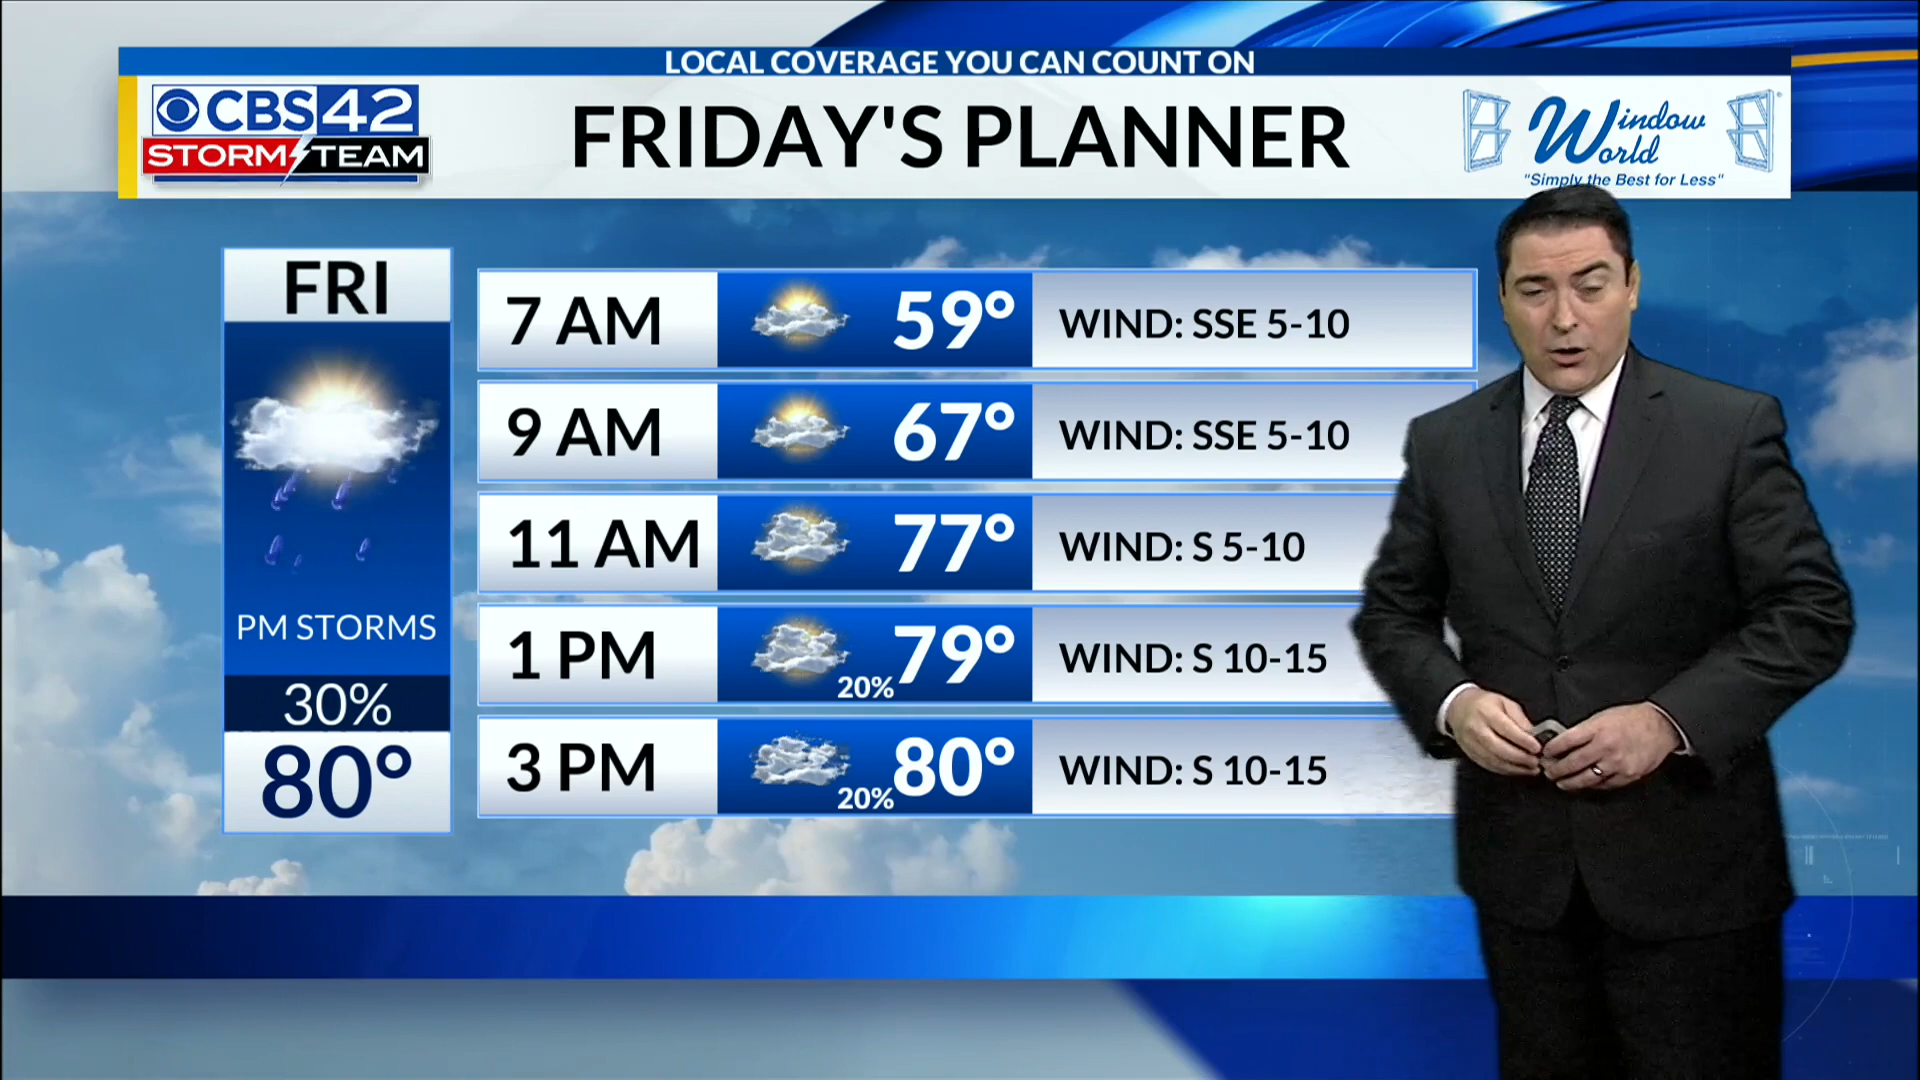 LOCAL COVERAGE YOU CAN COUNT ON
CBS 42
STORM TEAM
FRIDAY'S PLANNER
Window World
"Simply the Best for Less"
FRI
PM STORMS
30%
80°
7 AM 59° WIND: SSE 5-10
9 AM 67° WIND: SSE 5-10
11 AM 77° WIND: S 5-10
1 PM 20% 79° WIND: S 10-15
3 PM 20% 80° WIND: S 10-15